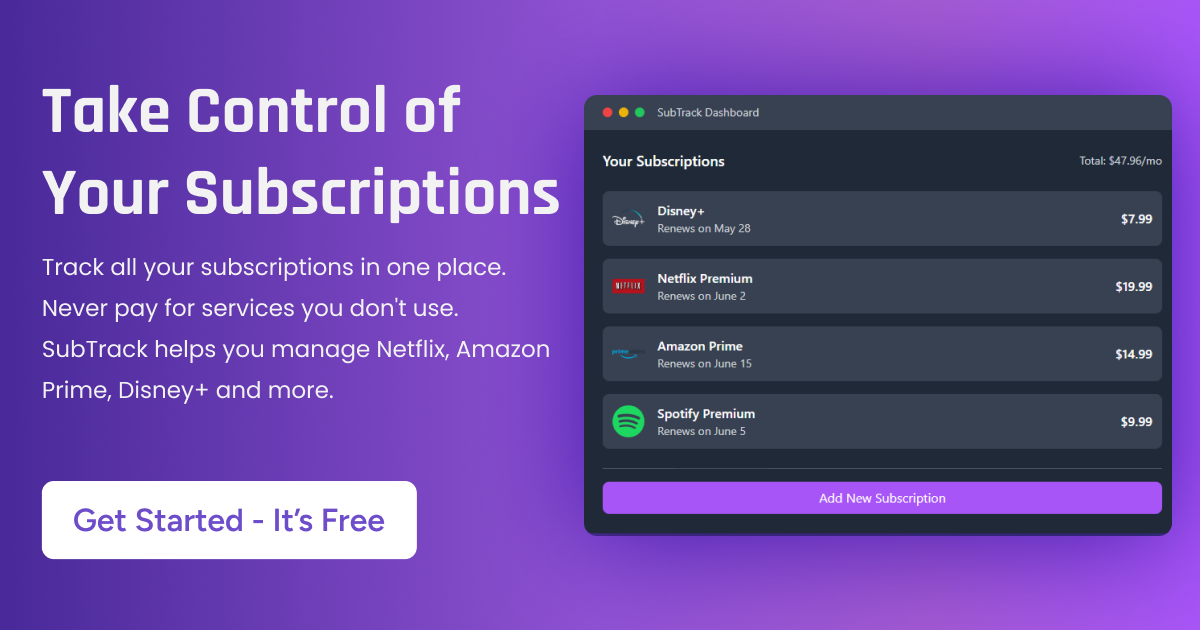 Take Control of
Your Subscriptions
Track all your subscriptions in one place.
Never pay for services you don't use.
SubTrack helps you manage Netflix, Amazon
Prime, Disney+ and more.
Get Started - It’s Free
SubTrack Dashboard
Your Subscriptions
Total: $47.96/mo
Disney+
Disney+
Renews on May 28
$7.99
NETFLIX
Netflix Premium
Renews on June 2
$19.99
prime
Amazon Prime
Renews on June 15
$14.99
Spotify Premium
Renews on June 5
$9.99
Add New Subscription